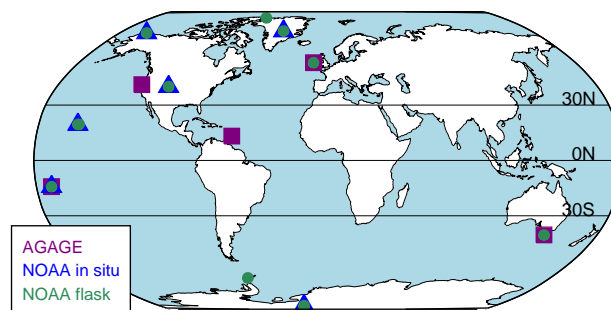 30N
0N
30S
AGAGE
NOAA in situ
NOAA flask